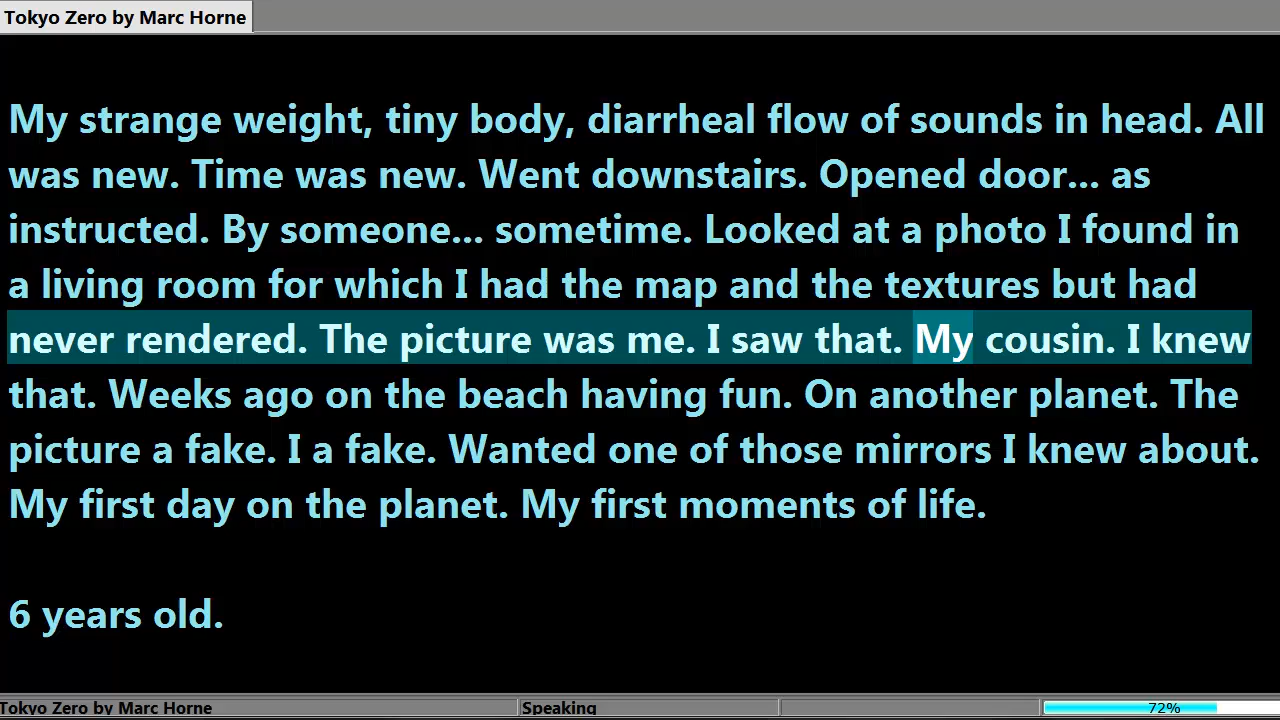 Tokyo Zero by Marc Horne
My strange weight, tiny body, diarrheal flow of sounds in head. All
was new. Time was new. Went downstairs. Opened door... as
instructed. By someone... sometime. Looked at a photo I found in
a living room for which I had the map and the textures but had
never rendered. The picture was me. I saw that. My cousin. I knew
that. Weeks ago on the beach having fun. On another planet. The
picture a fake. I a fake. Wanted one of those mirrors I knew about.
My first day on the planet. My first moments of life.
6 years old.
Tokyo Zero by Marc Horne Speaking 72%